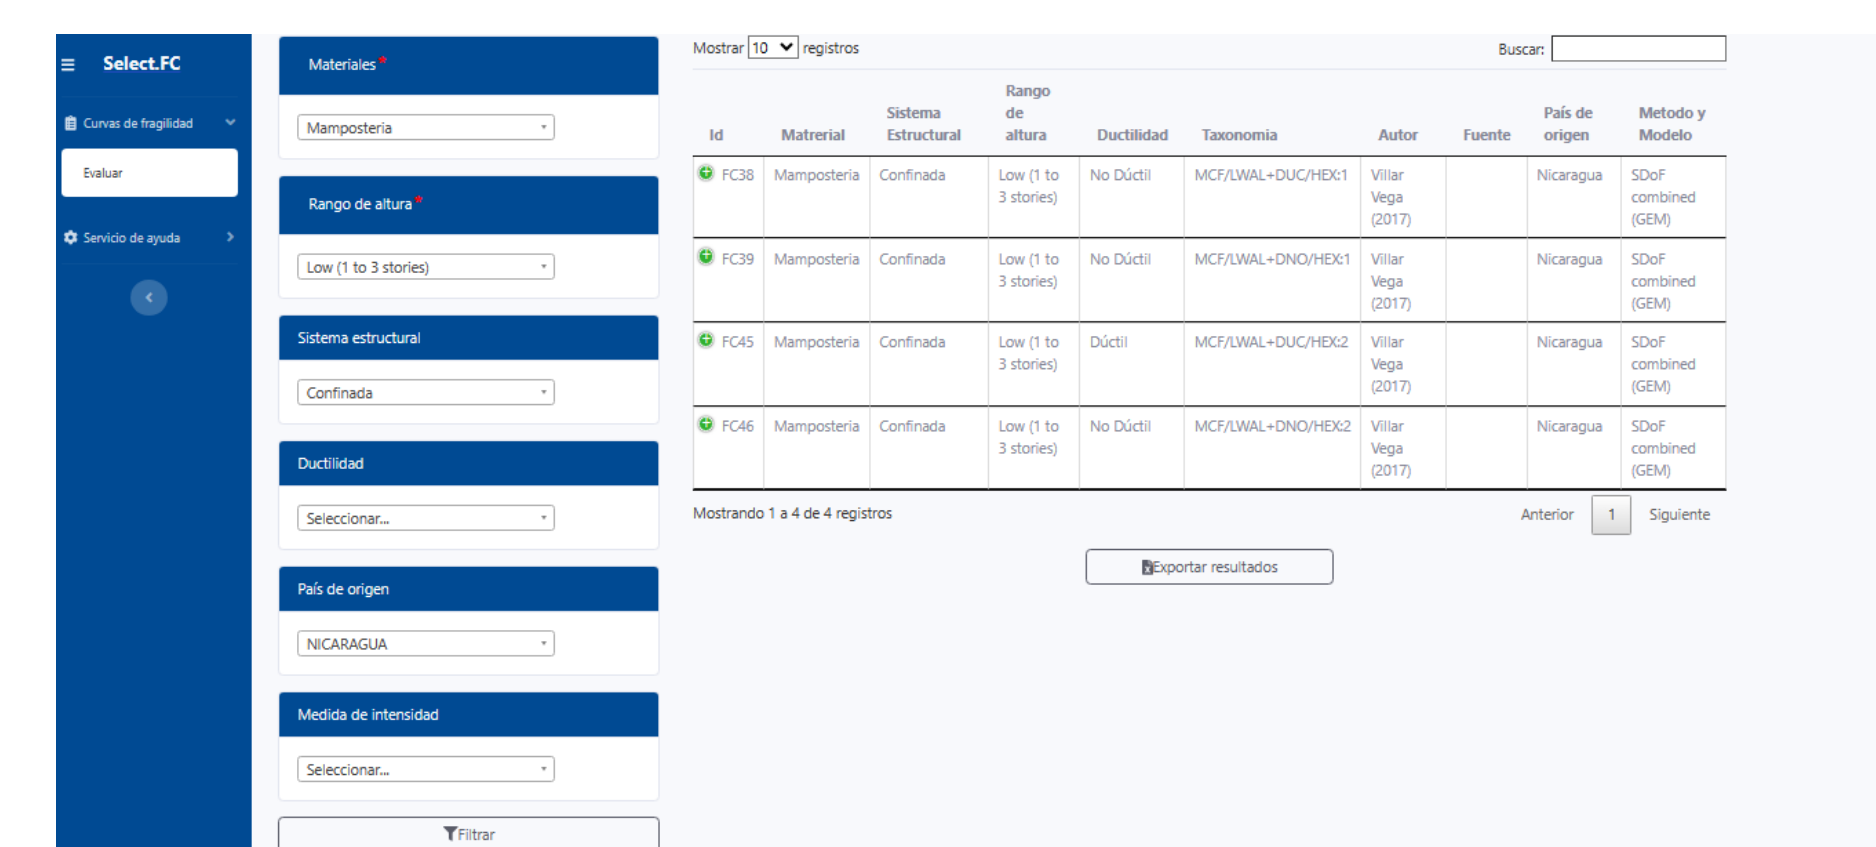 Select.FC
Curvas de fragilidad
Evaluar
Servicio de ayuda
Materiales *
Mamposteria
Rango de altura *
Low (1 to 3 stories)
Sistema estructural
Confinada
Ductilidad
Seleccionar...
País de origen
NICARAGUA
Medida de intensidad
Seleccionar...
Filtrar
Mostrar 10 registros
Buscar:
Id Matrerial Sistema Estructural Rango de altura Ductilidad Taxonomia Autor Fuente País de origen Metodo y Modelo
FC38 Mamposteria Confinada Low (1 to 3 stories) No Dúctil MCF/LWAL+DUC/HEX:1 Villar Vega (2017) Nicaragua SDoF combined (GEM)
FC39 Mamposteria Confinada Low (1 to 3 stories) No Dúctil MCF/LWAL+DNO/HEX:1 Villar Vega (2017) Nicaragua SDoF combined (GEM)
FC45 Mamposteria Confinada Low (1 to 3 stories) Dúctil MCF/LWAL+DUC/HEX:2 Villar Vega (2017) Nicaragua SDoF combined (GEM)
FC46 Mamposteria Confinada Low (1 to 3 stories) No Dúctil MCF/LWAL+DNO/HEX:2 Villar Vega (2017) Nicaragua SDoF combined (GEM)
Mostrando 1 a 4 de 4 registros
Anterior 1 Siguiente
Exportar resultados